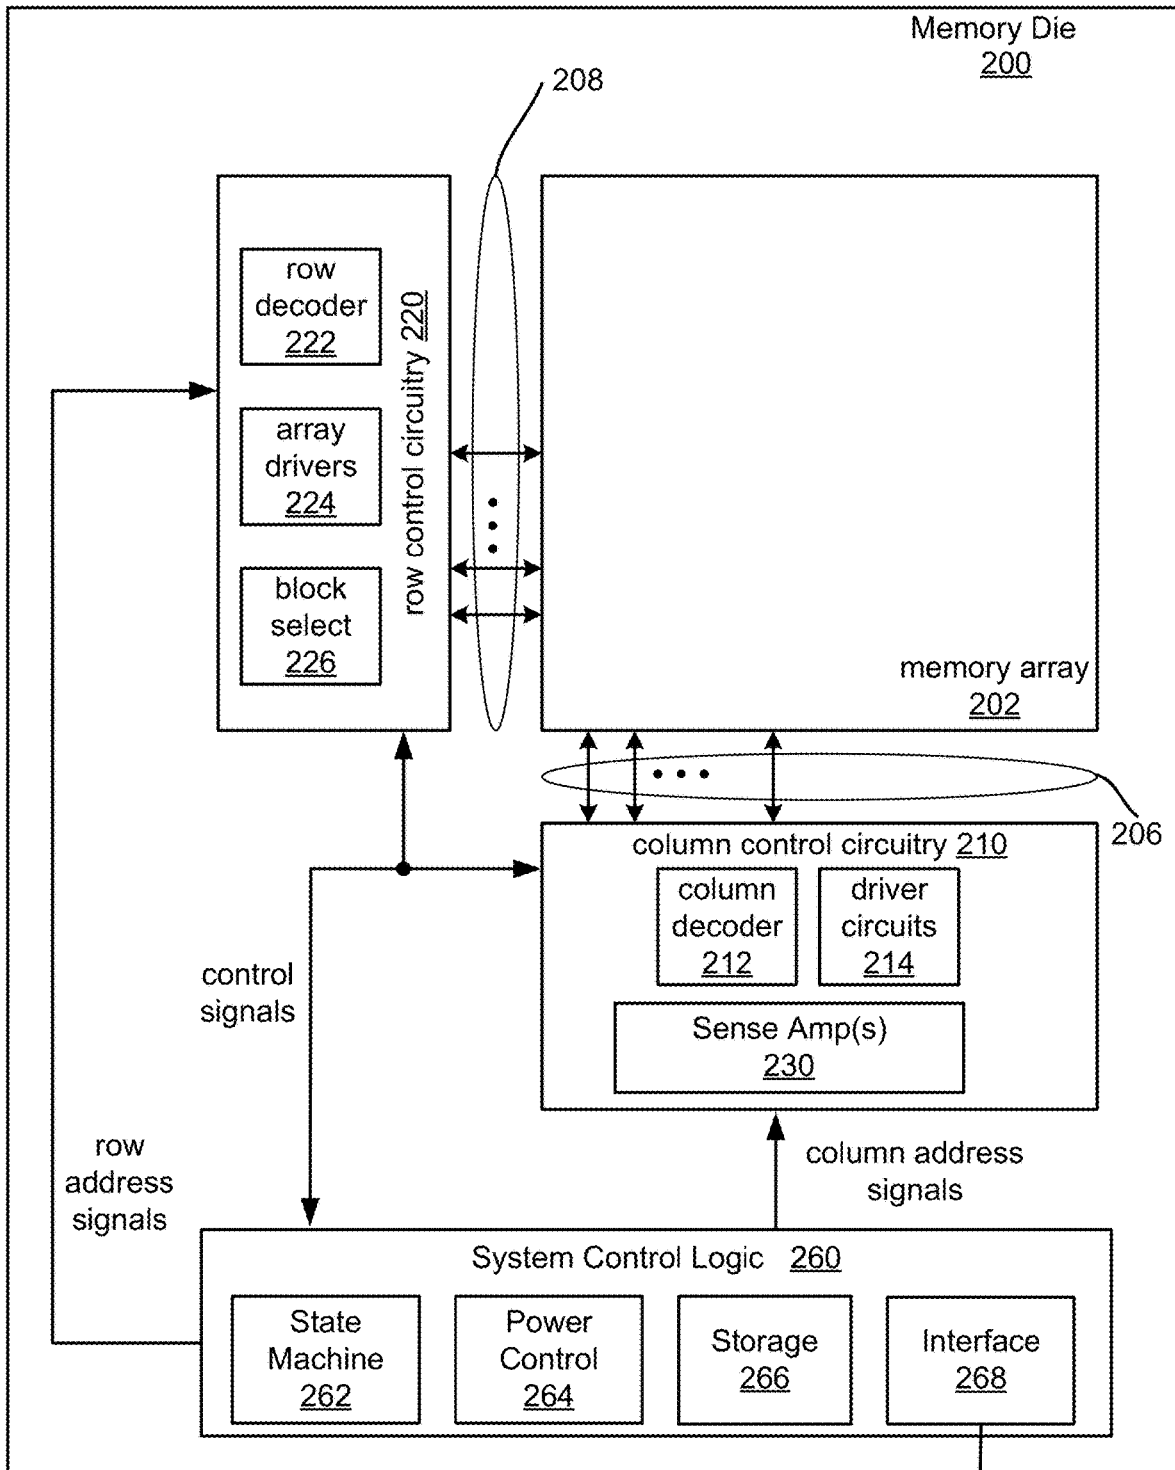 Memory Die
200
208
row
decoder
222
array
drivers
224
block
select
226
row control circuitry 220
memory array
202
206
column control circuitry 210
column
decoder
212
driver
circuits
214
Sense Amp(s)
230
control
signals
row
address
signals
column address
signals
System Control Logic 260
State
Machine
262
Power
Control
264
Storage
266
Interface
268